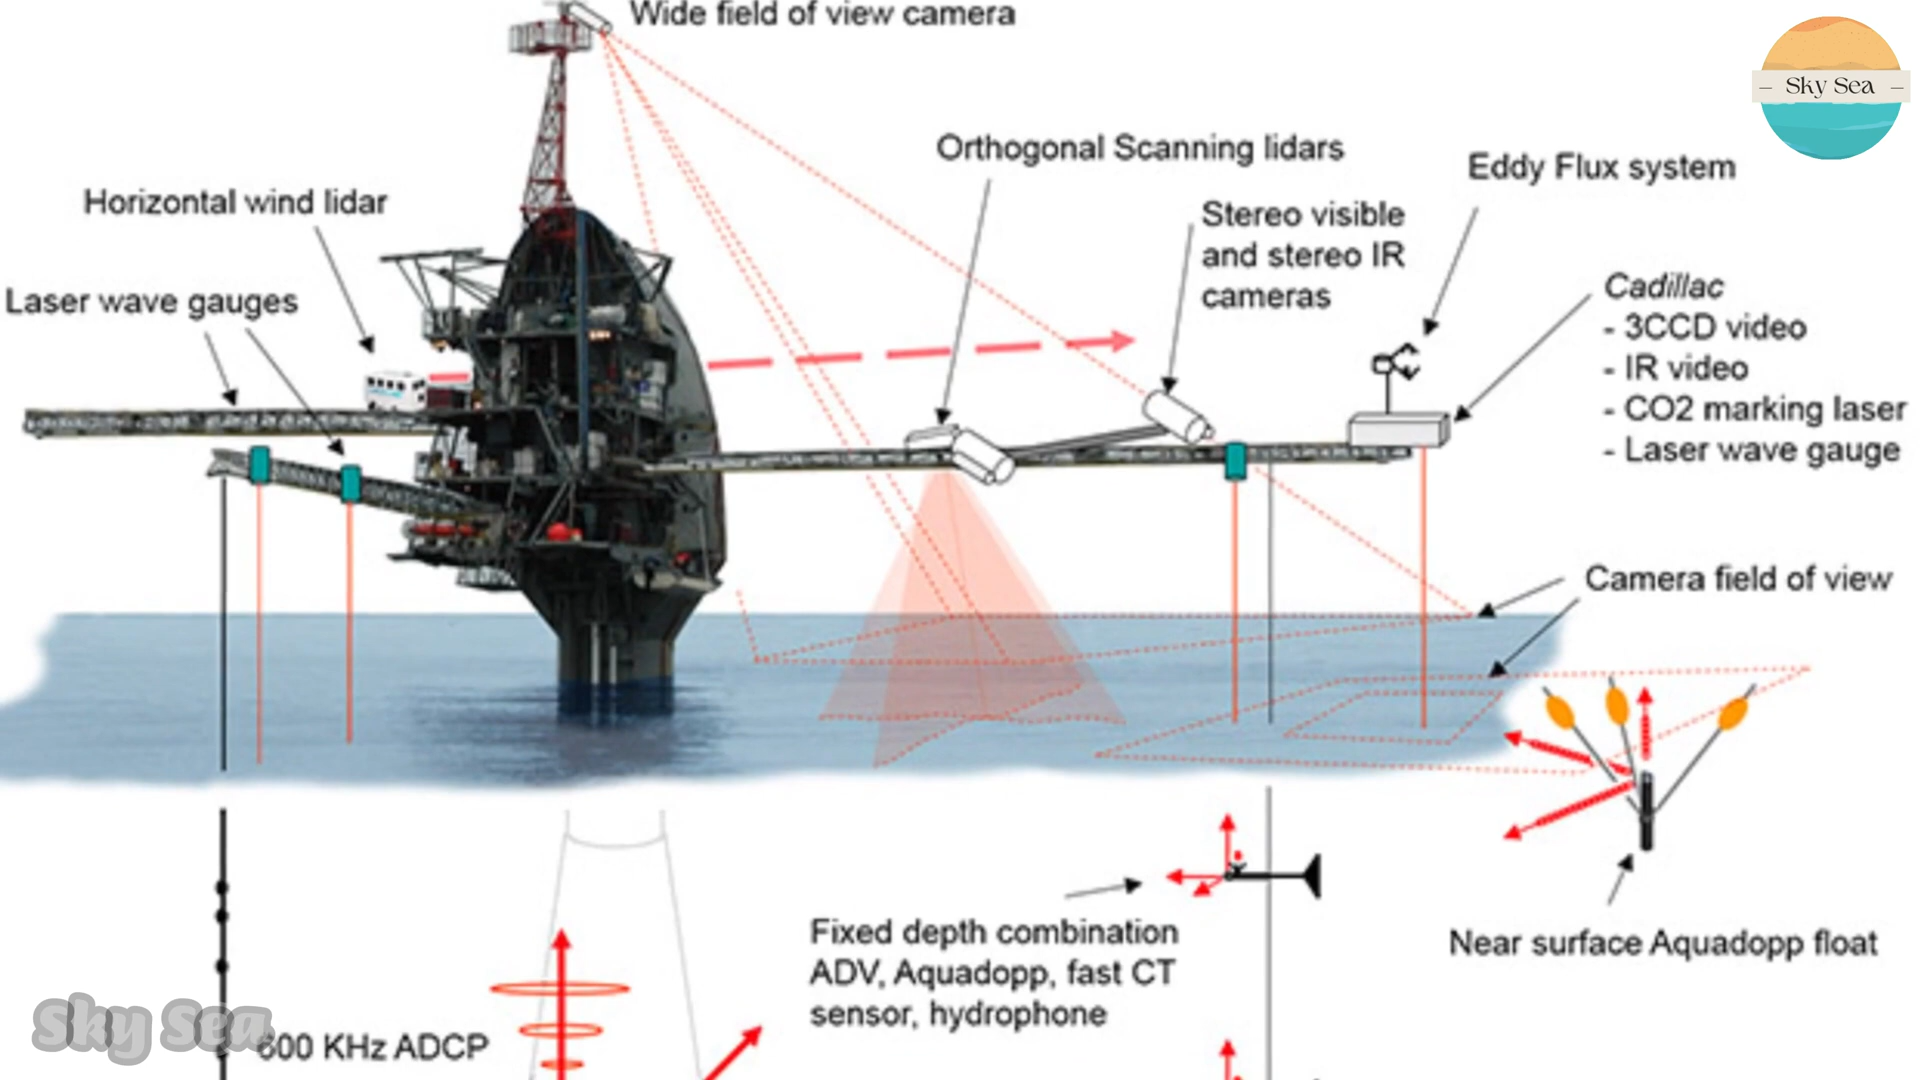 Wide field of view camera
— Sky Sea —
Orthogonal Scanning lidars
Eddy Flux system
Horizontal wind lidar
Stereo visible
and stereo IR
cameras
Laser wave gauges
Cadillac
- 3CCD video
- IR video
- CO2 marking laser
- Laser wave gauge
Camera field of view
Fixed depth combination
ADV, Aquadopp, fast CT
sensor, hydrophone
Near surface Aquadopp float
Sky Sea
600 KHz ADCP